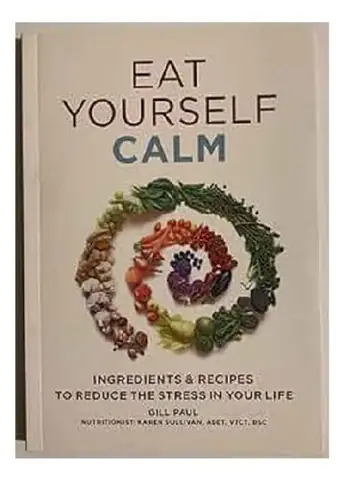 EAT
YOURSELF
CALM
INGREDIENTS & RECIPES
TO REDUCE THE STRESS IN YOUR LIFE
GILL PAUL
NUTRITIONIST: KAREN SULLIVAN, ASET, VTCT, BSC